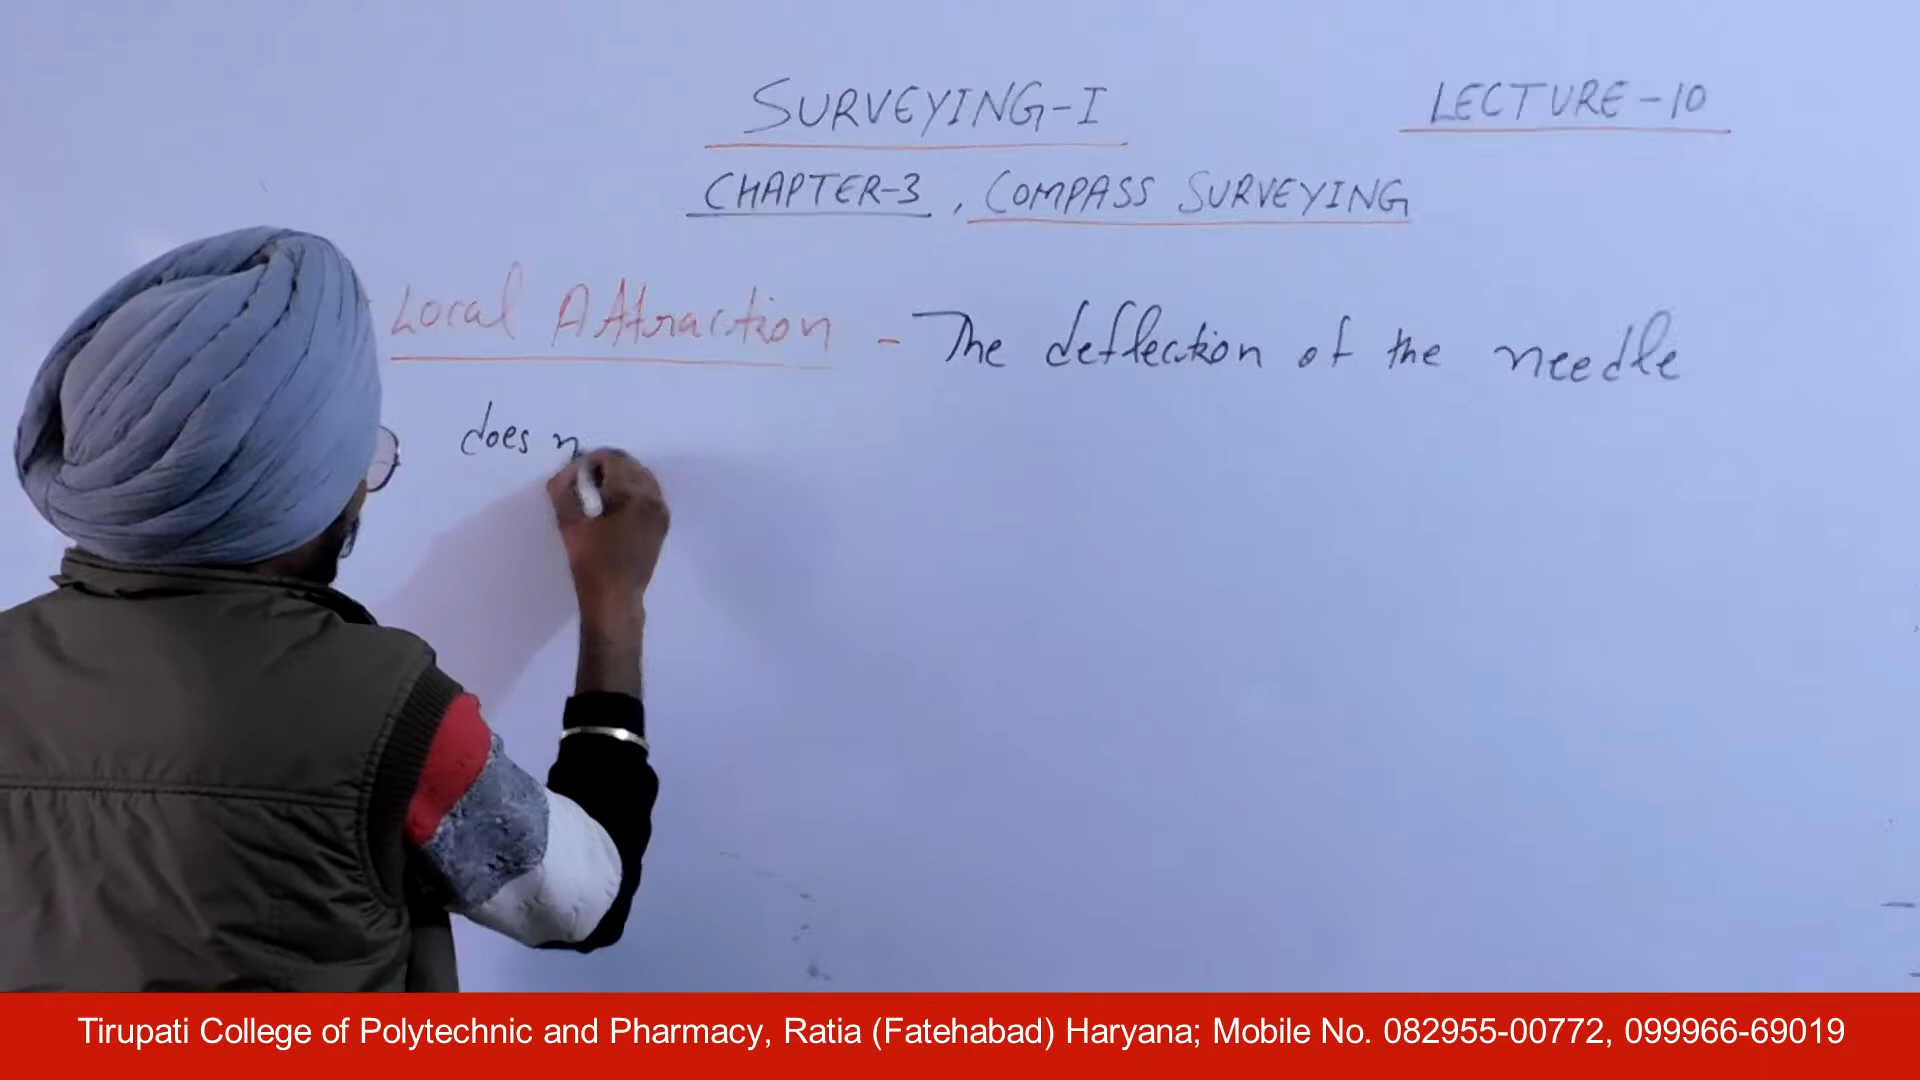 SURVEYING-I
LECTURE-10
CHAPTER-3, COMPASS SURVEYING
Local Attraction - The deflection of the needle
does n
Tirupati College of Polytechnic and Pharmacy, Ratia (Fatehabad) Haryana; Mobile No. 082955-00772, 099966-69019